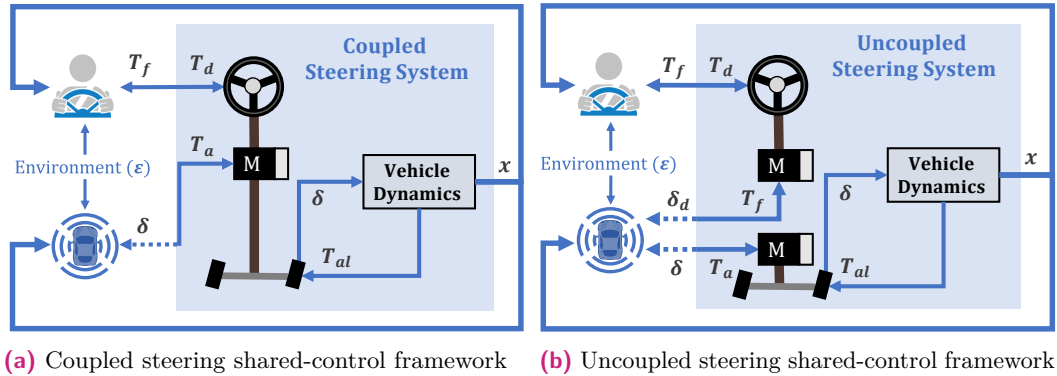 Coupled
Steering System
T_f
T_d
T_a
M
Environment (ε)
Vehicle
Dynamics
x
δ
δ
T_al
(a) Coupled steering shared-control framework
Uncoupled
Steering System
T_f
T_d
M
Environment (ε)
Vehicle
Dynamics
x
δ_d
T_f
δ
M
δ
T_a
T_al
(b) Uncoupled steering shared-control framework